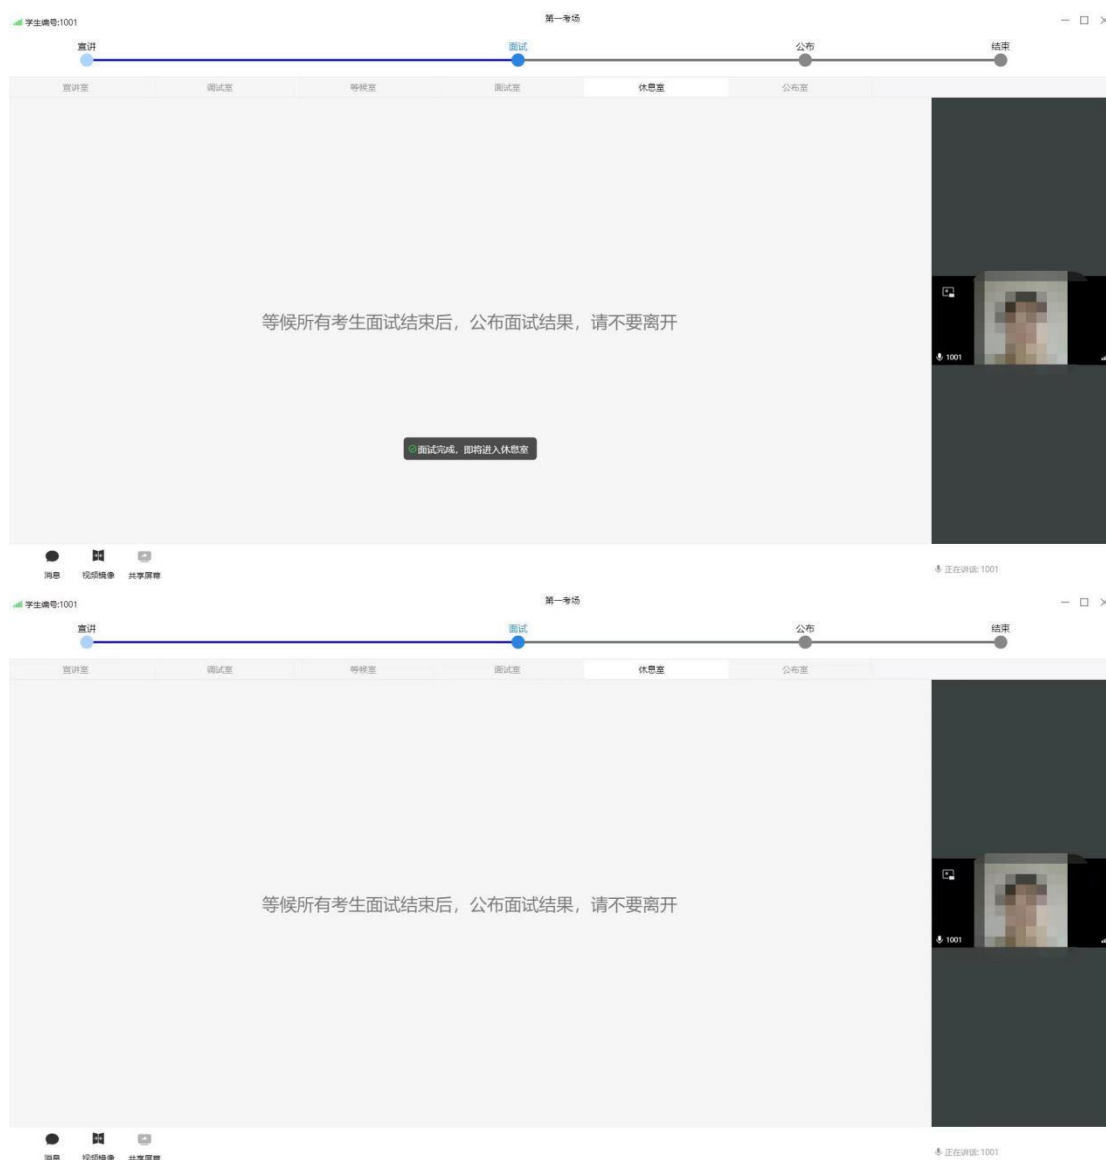 学生编号:1001
第一考场
宣讲 面试 公布 结束
宣讲室 调试室 等候室 面试室 休息室 公布室
等候所有考生面试结束后，公布面试结果，请不要离开
1001
面试完成，即将进入休息室
消息 视频镜像 共享屏幕
正在讲话: 1001
学生编号:1001
第一考场
宣讲 面试 公布 结束
宣讲室 调试室 等候室 面试室 休息室 公布室
等候所有考生面试结束后，公布面试结果，请不要离开
1001
消息 视频镜像 共享屏幕
正在讲话: 1001